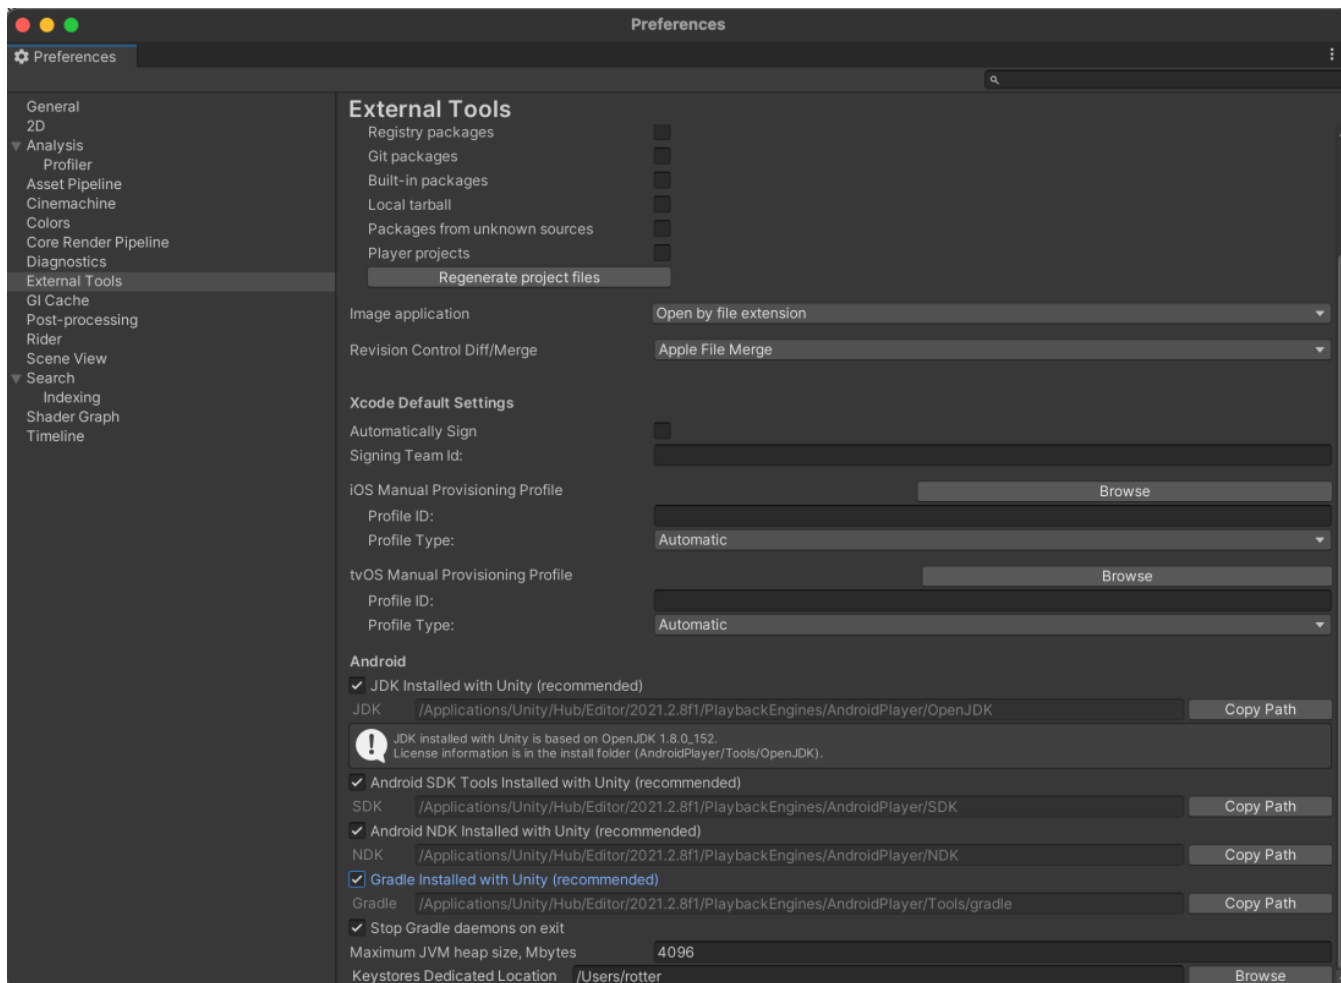 Preferences
Preferences
General
2D
Analysis
Profiler
Asset Pipeline
Cinemachine
Colors
Core Render Pipeline
Diagnostics
External Tools
GI Cache
Post-processing
Rider
Scene View
Search
Indexing
Shader Graph
Timeline
External Tools
Registry packages
Git packages
Built-in packages
Local tarball
Packages from unknown sources
Player projects
Regenerate project files
Image application Open by file extension
Revision Control Diff/Merge Apple File Merge
Xcode Default Settings
Automatically Sign
Signing Team Id:
iOS Manual Provisioning Profile Browse
Profile ID:
Profile Type: Automatic
tvOS Manual Provisioning Profile Browse
Profile ID:
Profile Type: Automatic
Android
JDK Installed with Unity (recommended)
JDK /Applications/Unity/Hub/Editor/2021.2.8f1/PlaybackEngines/AndroidPlayer/OpenJDK Copy Path
JDK installed with Unity is based on OpenJDK 1.8.0_152.
License information is in the install folder (AndroidPlayer/Tools/OpenJDK).
Android SDK Tools Installed with Unity (recommended)
SDK /Applications/Unity/Hub/Editor/2021.2.8f1/PlaybackEngines/AndroidPlayer/SDK Copy Path
Android NDK Installed with Unity (recommended)
NDK /Applications/Unity/Hub/Editor/2021.2.8f1/PlaybackEngines/AndroidPlayer/NDK Copy Path
Gradle Installed with Unity (recommended)
Gradle /Applications/Unity/Hub/Editor/2021.2.8f1/PlaybackEngines/AndroidPlayer/Tools/gradle Copy Path
Stop Gradle daemons on exit
Maximum JVM heap size, Mbytes 4096
Keystores Dedicated Location /Users/rotter Browse